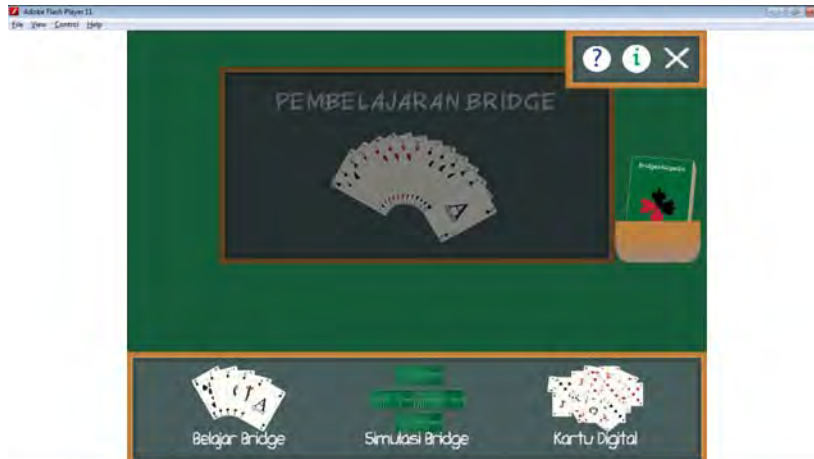 Adobe Flash Player 11
File View Control Help
? i X
PEMBELAJARAN BRIDGE
A
Belajar Bridge
Simulasi Bridge
Kartu Digital